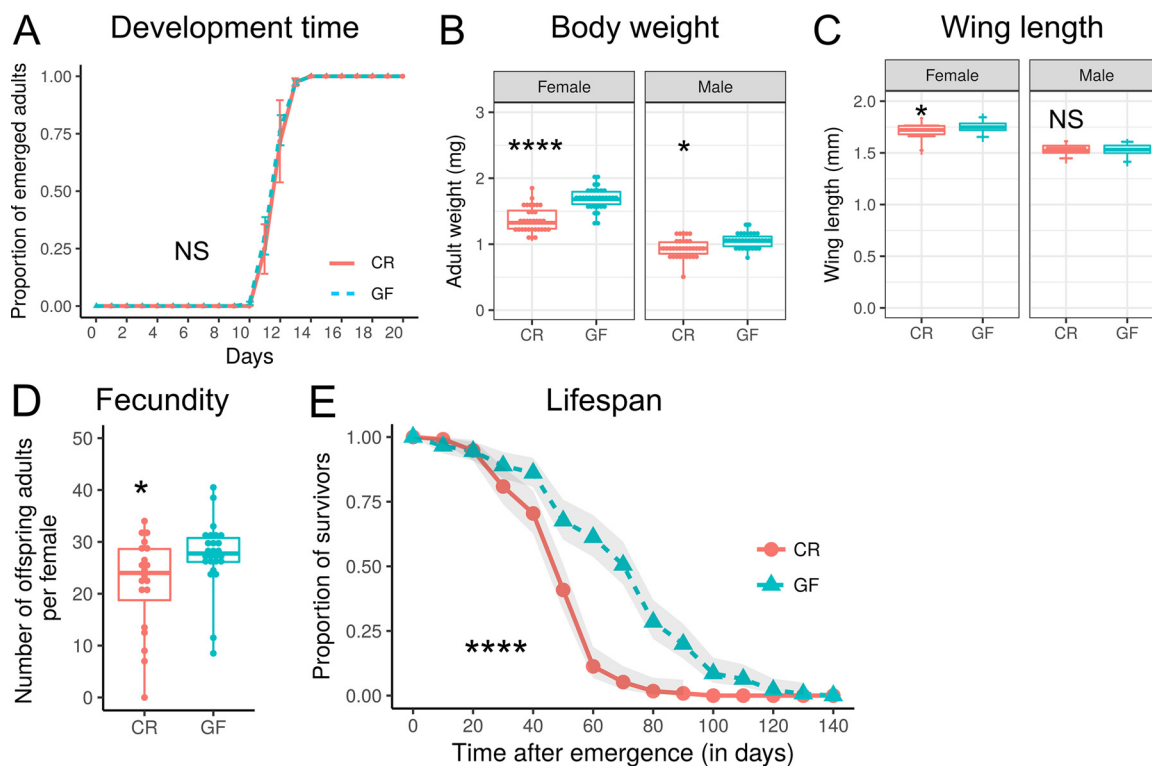 A Development time
Proportion of emerged adults
1.00
0.75
0.50
0.25
0.00
NS
CR
GF
0 2 4 6 8 10 12 14 16 18 20
Days
B Body weight
Female Male
Adult weight (mg)
3
2
1
0
**** *
CR GF CR GF
C Wing length
Female Male
Wing length (mm)
2.0
1.5
1.0
0.5
0.0
* NS
CR GF CR GF
D Fecundity
Number of offspring adults
per female
50
40
30
20
10
0
*
CR GF
E Lifespan
Proportion of survivors
1.00
0.75
0.50
0.25
0.00
****
CR
GF
0 20 40 60 80 100 120 140
Time after emergence (in days)